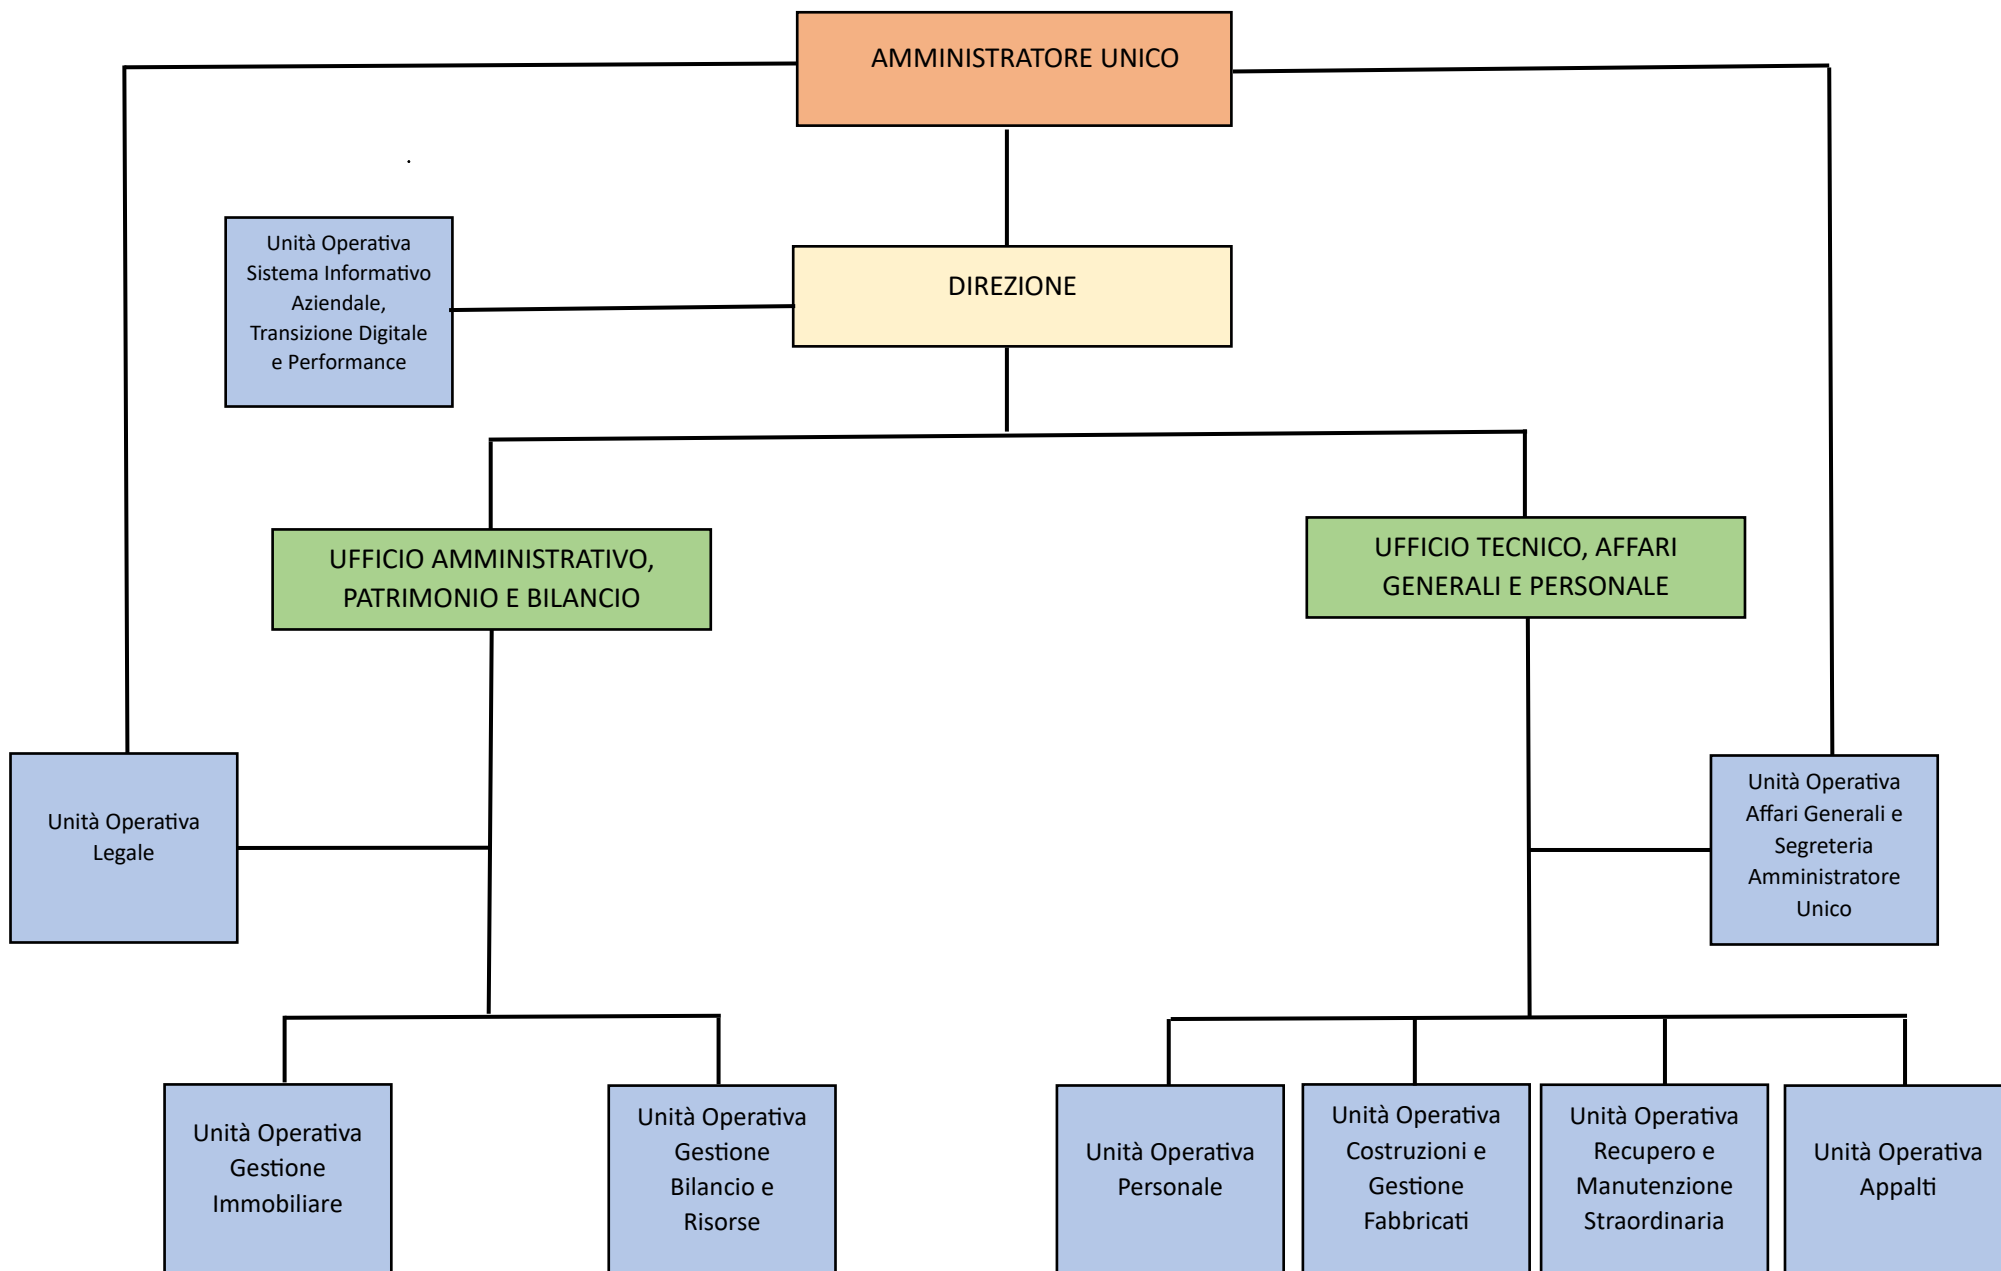 AMMINISTRATORE UNICO
.
Unità Operativa
Sistema Informativo
Aziendale,
Transizione Digitale
e Performance
DIREZIONE
UFFICIO AMMINISTRATIVO,
PATRIMONIO E BILANCIO
UFFICIO TECNICO, AFFARI
GENERALI E PERSONALE
Unità Operativa
Legale
Unità Operativa
Affari Generali e
Segreteria
Amministratore
Unico
Unità Operativa
Gestione
Immobiliare
Unità Operativa
Gestione
Bilancio e
Risorse
Unità Operativa
Personale
Unità Operativa
Costruzioni e
Gestione
Fabbricati
Unità Operativa
Recupero e
Manutenzione
Straordinaria
Unità Operativa
Appalti